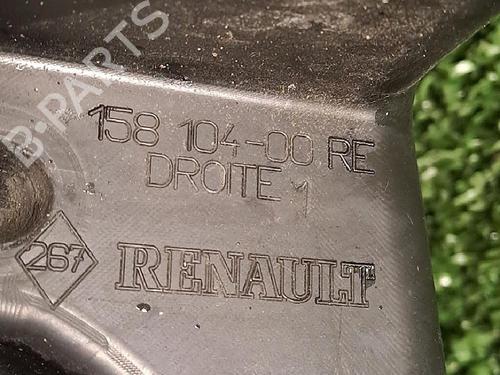 B-PARTS
158 104-00 RE
DROITE 1
267
RENAULT